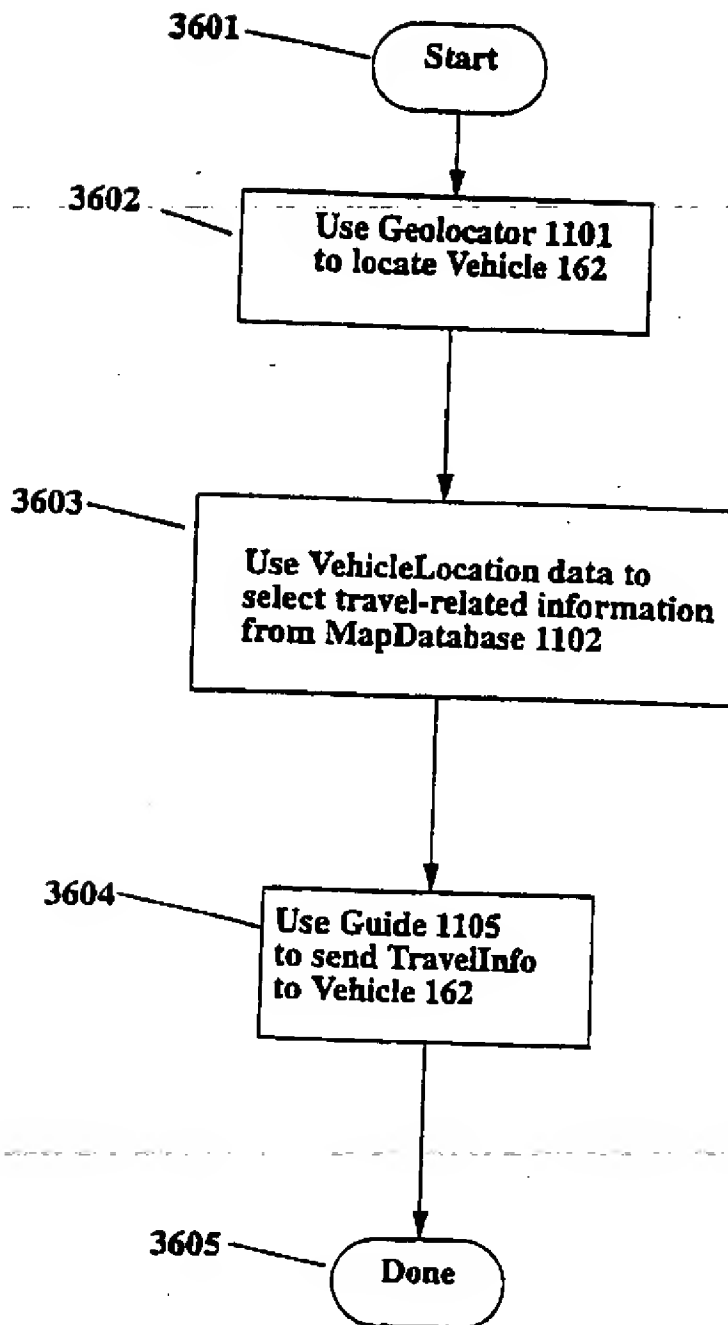 3601
Start
3602
Use Geolocator 1101
to locate Vehicle 162
3603
Use VehicleLocation data to
select travel-related information
from MapDatabase 1102
3604
Use Guide 1105
to send TravelInfo
to Vehicle 162
3605
Done